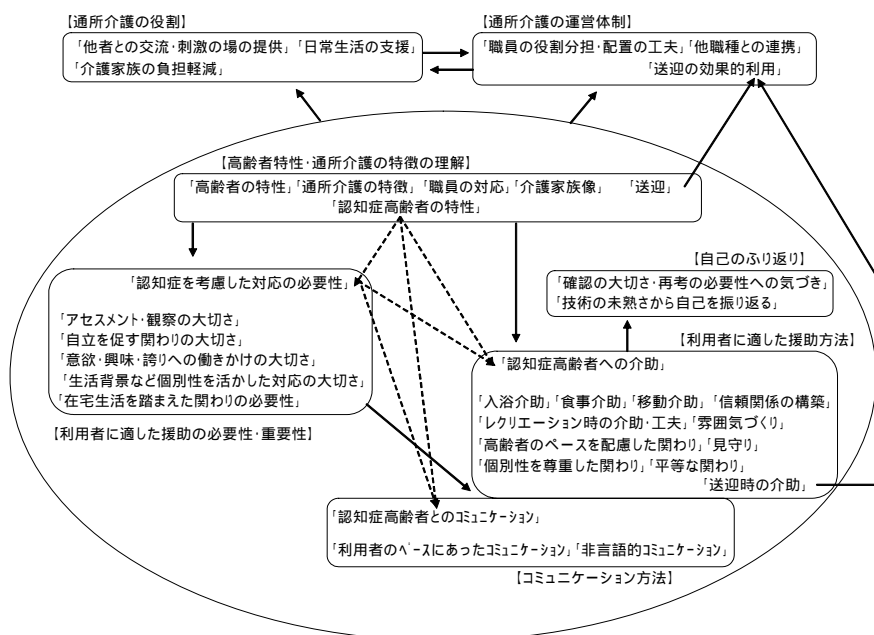 【通所介護の役割】
「他者との交流・刺激の場の提供」「日常生活の支援」
「介護家族の負担軽減」
【通所介護の運営体制】
「職員の役割分担・配置の工夫」「他職種との連携」
「送迎の効果的利用」
【高齢者特性・通所介護の特徴の理解】
「高齢者の特性」「通所介護の特徴」「職員の対応」「介護家族像」 「送迎」
「認知症高齢者の特性」
【自己のふり返り】
「確認の大切さ・再考の必要性への気づき」
「技術の未熟さから自己を振り返る」
「認知症を考慮した対応の必要性」
「アセスメント・観察の大切さ」
「自立を促す関わりの大切さ」
「意欲・興味・誇りへの働きかけの大切さ」
「生活背景など個別性を活かした対応の大切さ」
「在宅生活を踏まえた関わりの必要性」
【利用者に適した援助の必要性・重要性】
【利用者に適した援助方法】
「認知症高齢者への介助」
「入浴介助」「食事介助」「移動介助」「信頼関係の構築」
「レクリエーション時の介助・工夫」「雰囲気づくり」
「高齢者のペースを配慮した関わり」「見守り」
「個別性を尊重した関わり」「平等な関わり」
「送迎時の介助」
「認知症高齢者とのコミュニケーション」
「利用者のペースにあったコミュニケーション」「非言語的コミュニケーション」
【コミュニケーション方法】